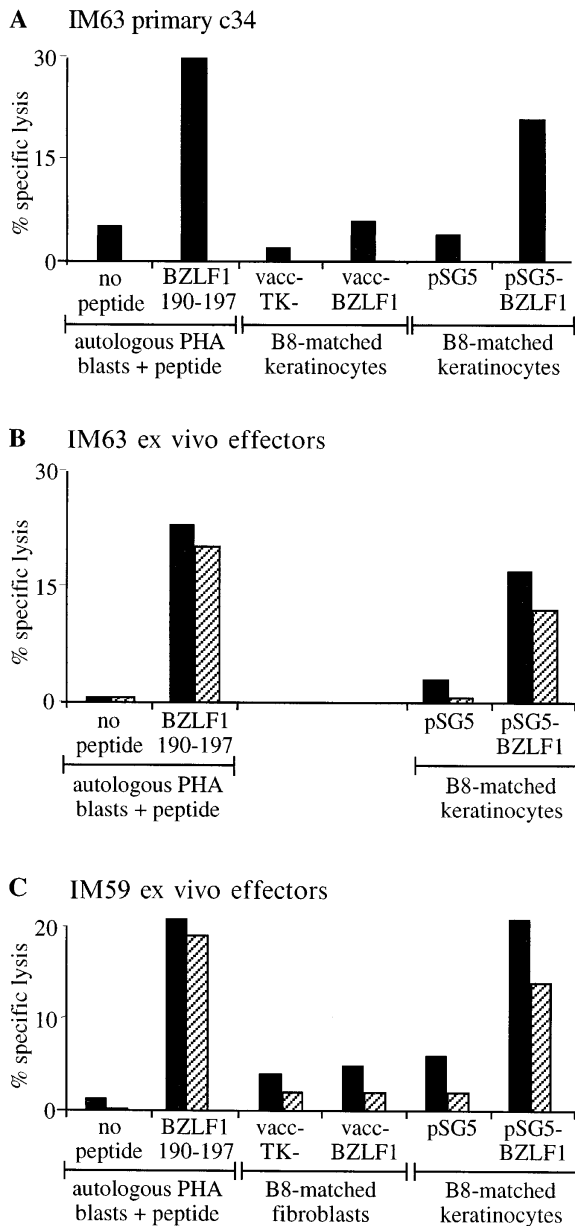 A IM63 primary c34
% specific lysis
30
15
0
no peptide
BZLF1 190-197
vacc-TK-
vacc-BZLF1
pSG5
pSG5-BZLF1
autologous PHA blasts + peptide
B8-matched keratinocytes
B8-matched keratinocytes
B IM63 ex vivo effectors
% specific lysis
30
15
0
no peptide
BZLF1 190-197
pSG5
pSG5-BZLF1
autologous PHA blasts + peptide
B8-matched keratinocytes
C IM59 ex vivo effectors
% specific lysis
20
10
0
no peptide
BZLF1 190-197
vacc-TK-
vacc-BZLF1
pSG5
pSG5-BZLF1
autologous PHA blasts + peptide
B8-matched fibroblasts
B8-matched keratinocytes